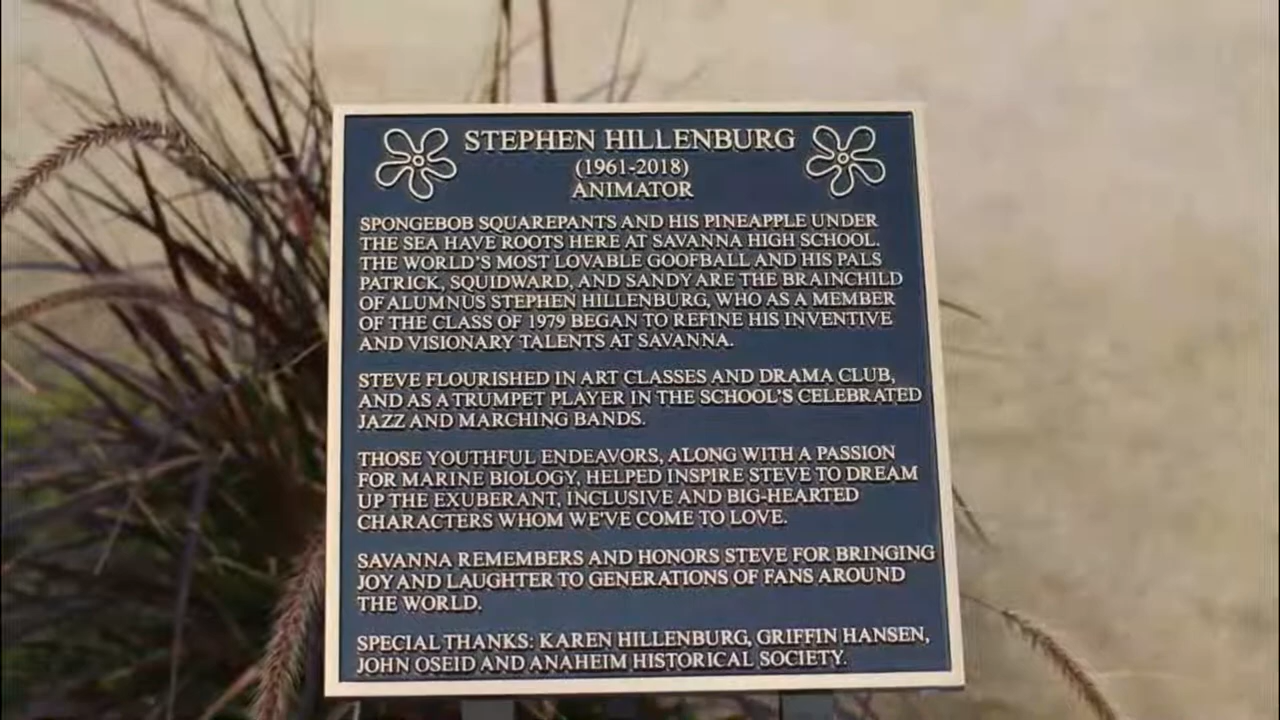 STEPHEN HILLENBURG
(1961-2018)
ANIMATOR
SPONGEBOB SQUAREPANTS AND HIS PINEAPPLE UNDER
THE SEA HAVE ROOTS HERE AT SAVANNA HIGH SCHOOL.
THE WORLD'S MOST LOVABLE GOOFBALL AND HIS PALS
PATRICK, SQUIDWARD, AND SANDY ARE THE BRAINCHILD
OF ALUMNUS STEPHEN HILLENBURG, WHO AS A MEMBER
OF THE CLASS OF 1979 BEGAN TO REFINE HIS INVENTIVE
AND VISIONARY TALENTS AT SAVANNA.
STEVE FLOURISHED IN ART CLASSES AND DRAMA CLUB,
AND AS A TRUMPET PLAYER IN THE SCHOOL'S CELEBRATED
JAZZ AND MARCHING BANDS.
THOSE YOUTHFUL ENDEAVORS, ALONG WITH A PASSION
FOR MARINE BIOLOGY, HELPED INSPIRE STEVE TO DREAM
UP THE EXUBERANT, INCLUSIVE AND BIG-HEARTED
CHARACTERS WHOM WE'VE COME TO LOVE.
SAVANNA REMEMBERS AND HONORS STEVE FOR BRINGING
JOY AND LAUGHTER TO GENERATIONS OF FANS AROUND
THE WORLD.
SPECIAL THANKS: KAREN HILLENBURG, GRIFFIN HANSEN,
JOHN OSEID AND ANAHEIM HISTORICAL SOCIETY.